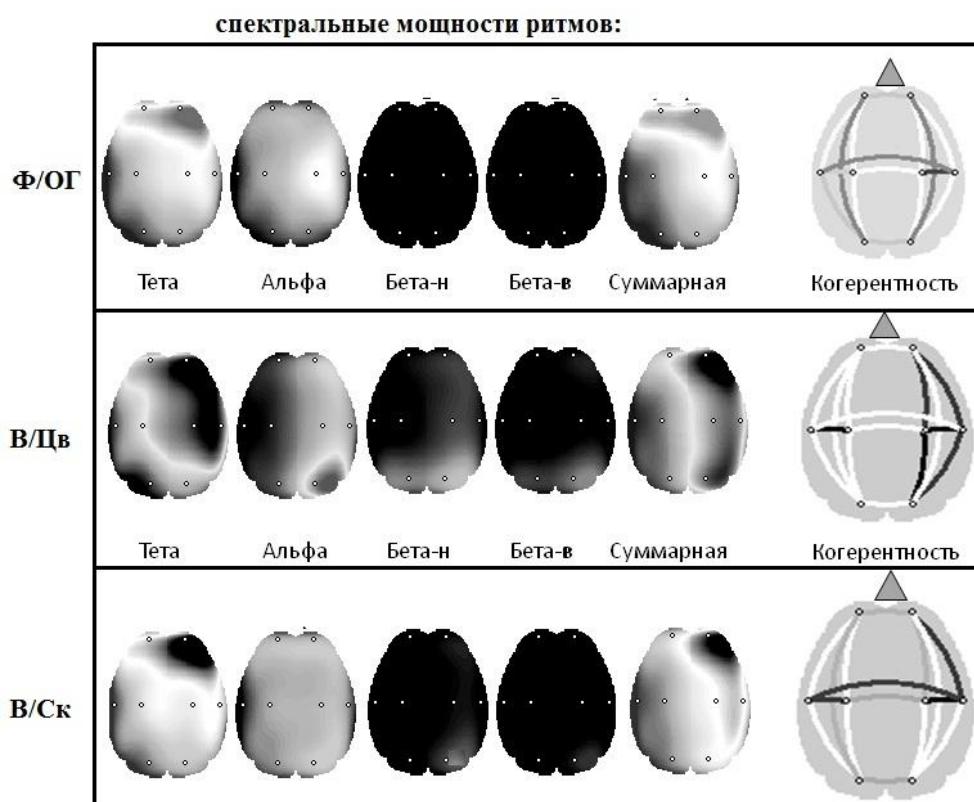 спектральные мощности ритмов:
Ф/ОГ
Тета Альфа Бета-н Бета-в Суммарная Когерентность
В/Цв
Тета Альфа Бета-н Бета-в Суммарная Когерентность
В/Ск